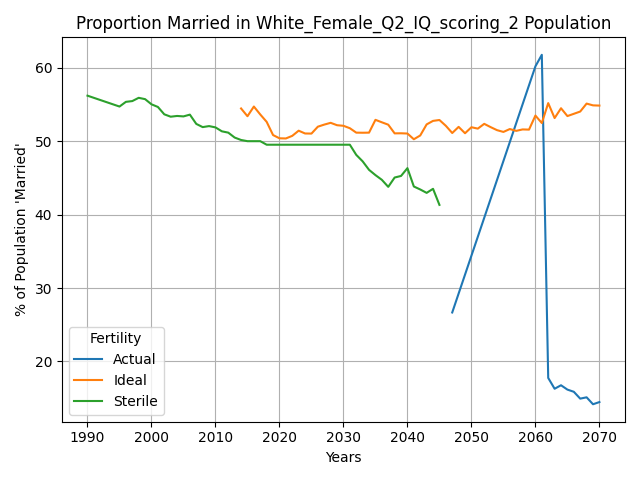 Proportion Married in White_Female_Q2_IQ_scoring_2 Population
% of Population 'Married'
60
50
40
30
20
Fertility
Actual
Ideal
Sterile
1990 2000 2010 2020 2030 2040 2050 2060 2070
Years